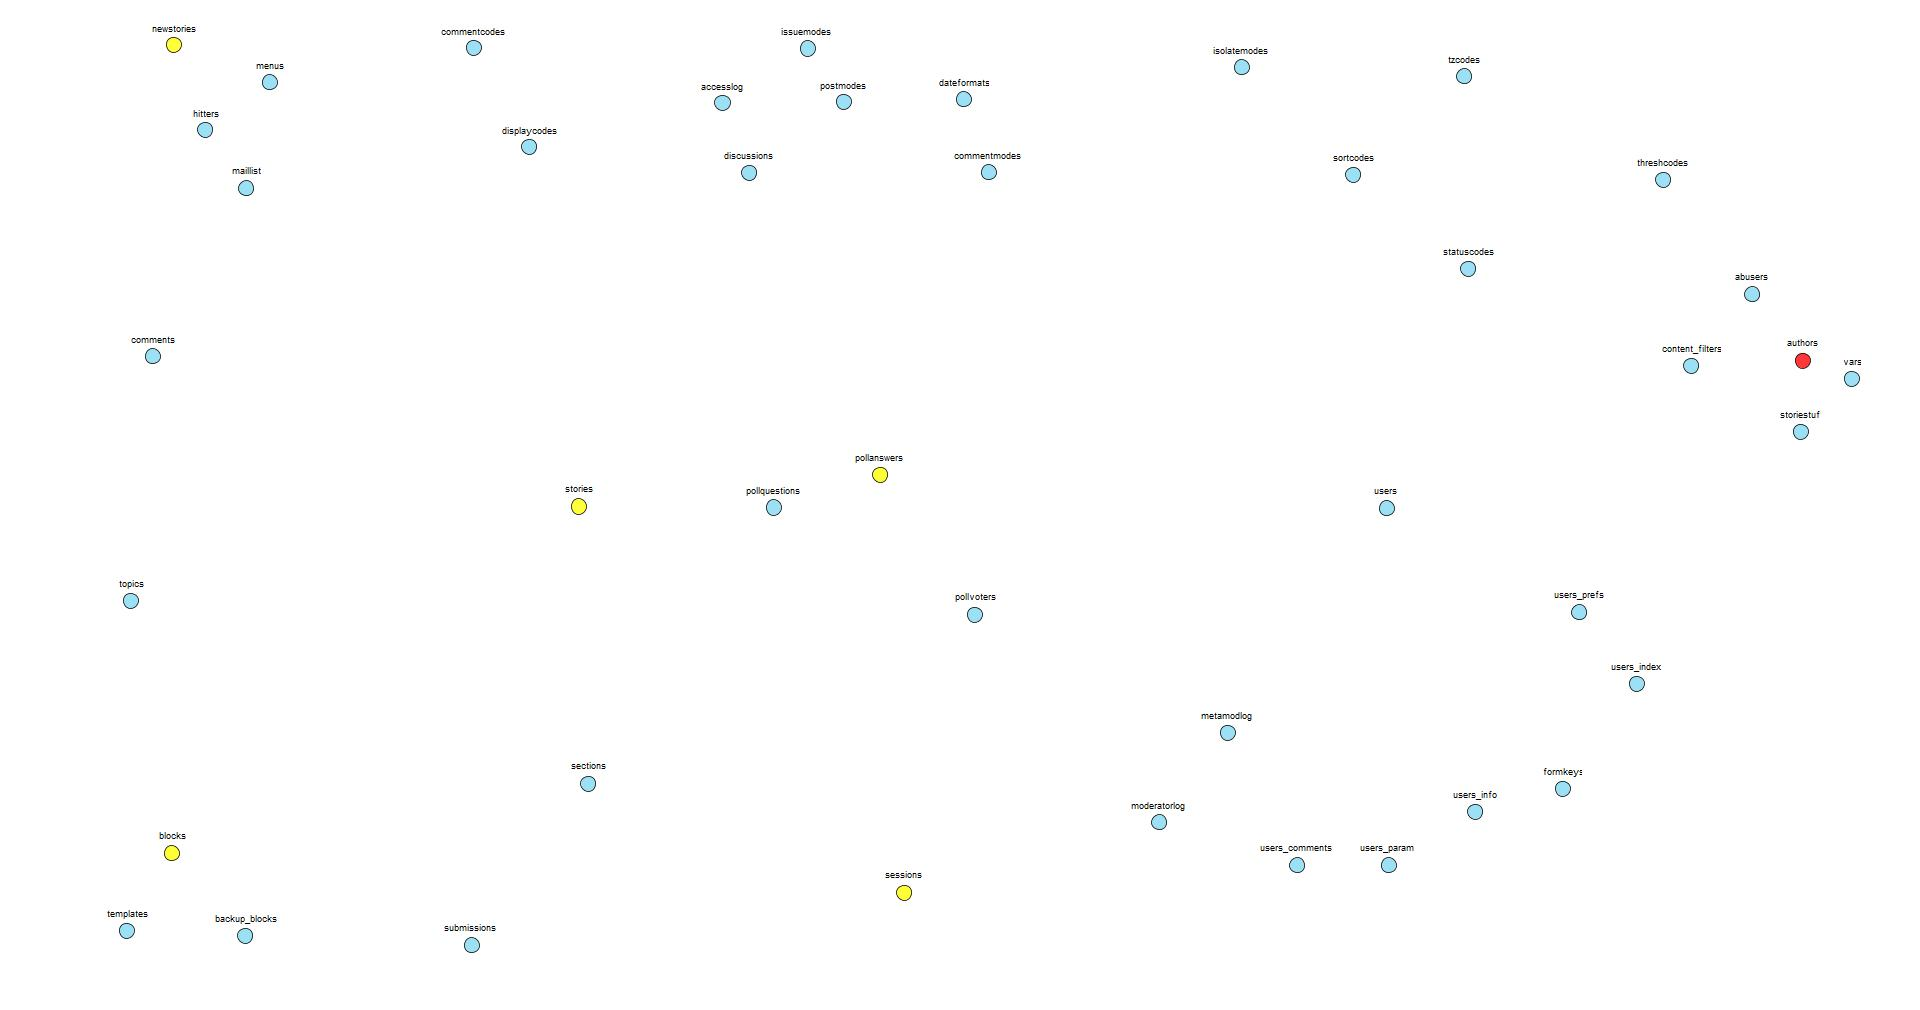 newstories
commentcodes
issuemodes
isolatemodes
tzcodes
menus
accesslog
postmodes
dateformats
hitters
displaycodes
discussions
commentmodes
sortcodes
threshcodes
maillist
statuscodes
abusers
comments
content_filters
authors
vars
storiestuf
pollanswers
stories
pollquestions
users
topics
pollvoters
users_prefs
users_index
metamodlog
sections
formkeys
users_info
moderatorlog
blocks
users_comments
users_param
sessions
templates
backup_blocks
submissions